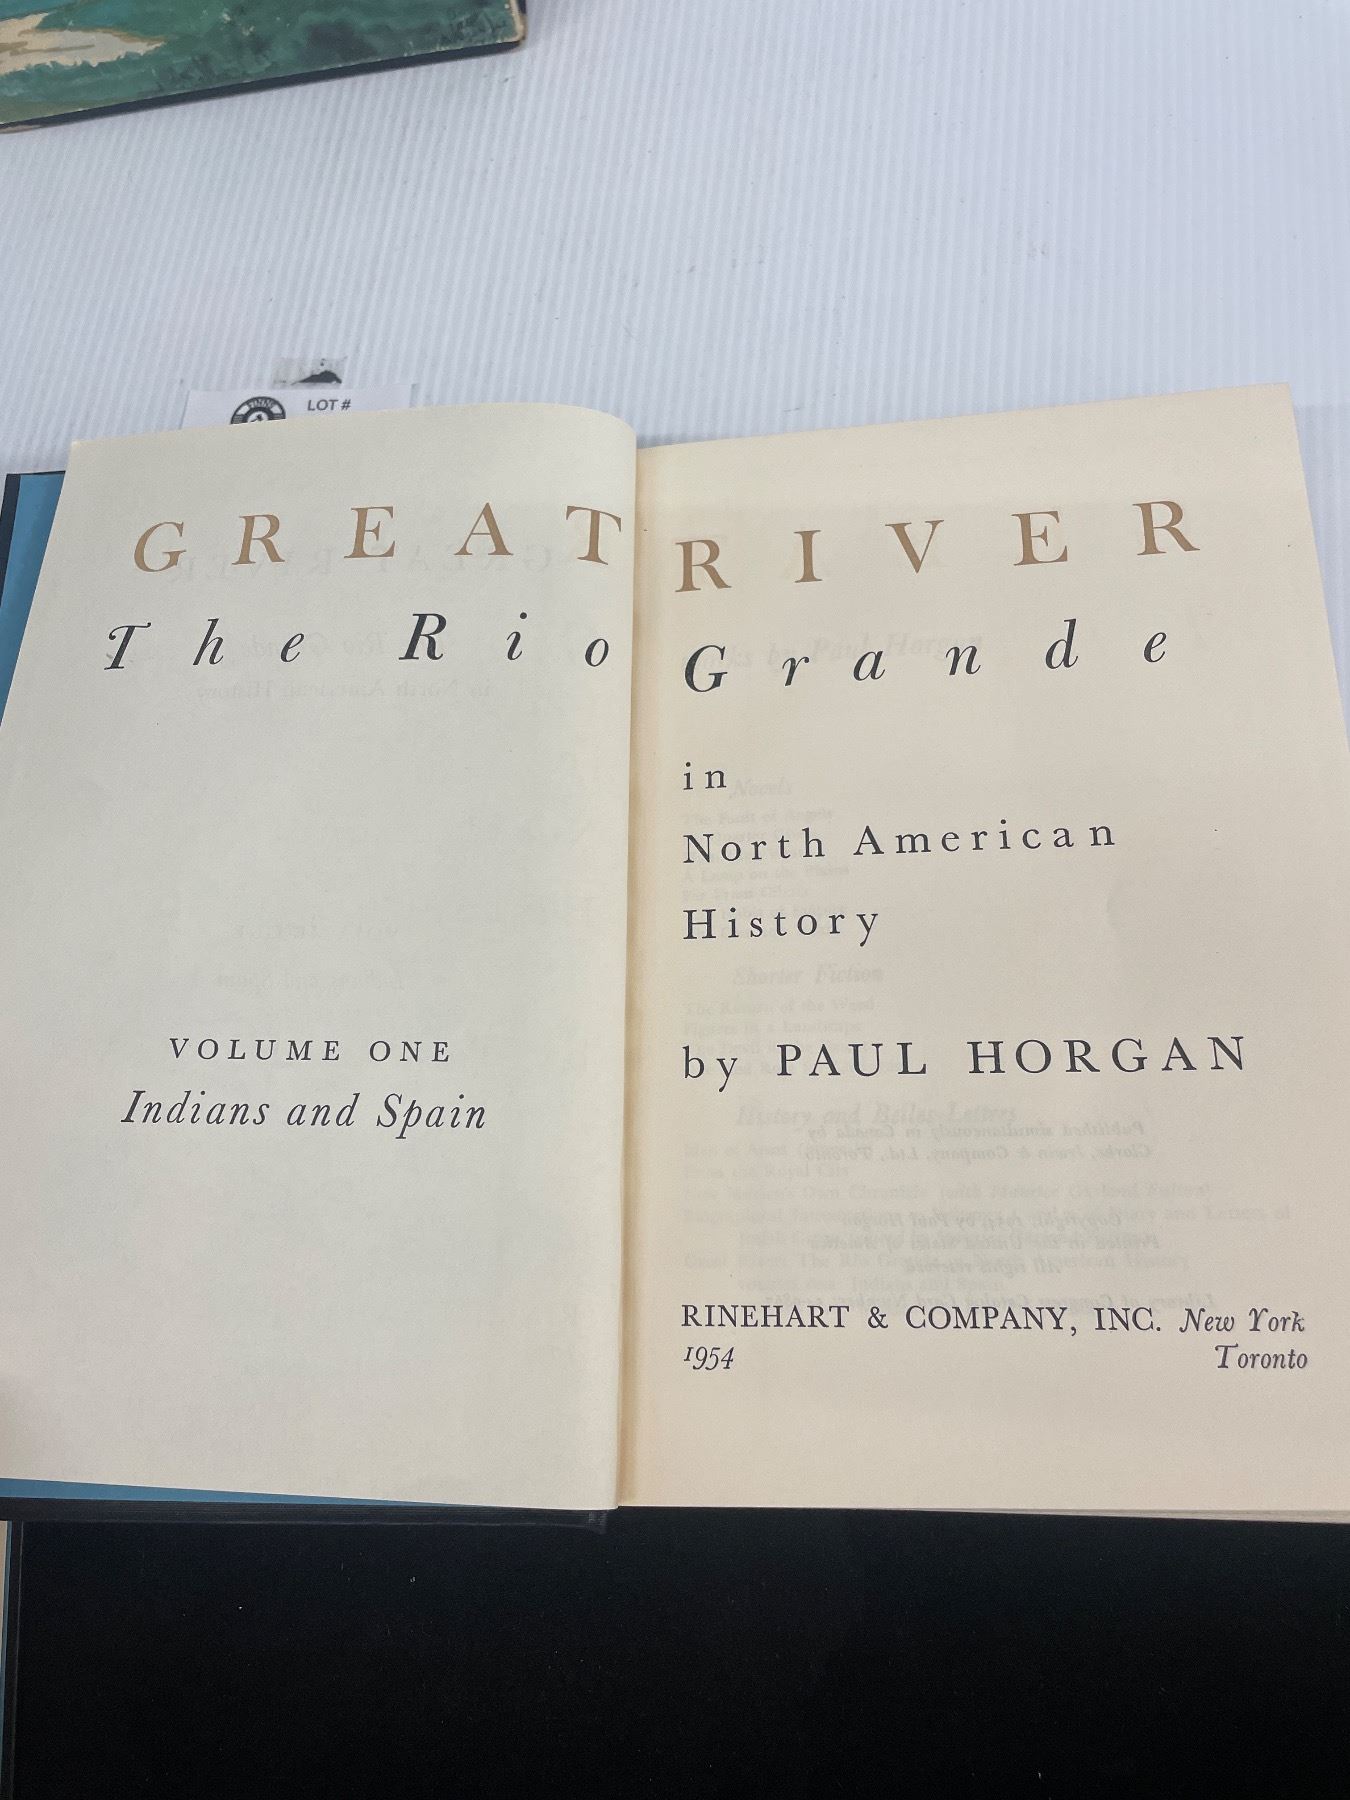 LOT #
GREAT RIVER
The Rio Grande
in
North American
History
VOLUME ONE
Indians and Spain
by PAUL HORGAN
RINEHART & COMPANY, INC. New York
1954 Toronto